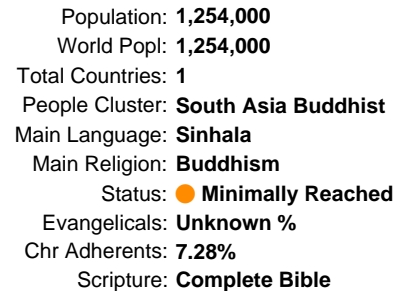 Population: 1,254,000
World Popl: 1,254,000
Total Countries: 1
People Cluster: South Asia Buddhist
Main Language: Sinhala
Main Religion: Buddhism
Status: Minimally Reached
Evangelicals: Unknown %
Chr Adherents: 7.28%
Scripture: Complete Bible